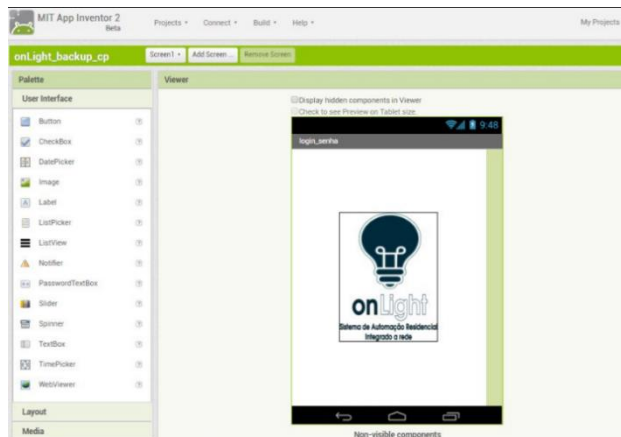 MIT App Inventor 2
Beta
Projects Connect Build Help My Projects
onLight_backup_cp Screen1 Add Screen ... Remove Screen
Palette Viewer
User Interface
Display hidden components in Viewer
Check to see Preview on Tablet size.
Button
CheckBox
DatePicker
Image
Label
ListPicker
ListView
Notifier
PasswordTextBox
Slider
Spinner
TextBox
TimePicker
WebViewer
Layout
Media
9:48
login_senha
onLight
Sistema de Automação Residencial
Integrado a rede
Non-visible components